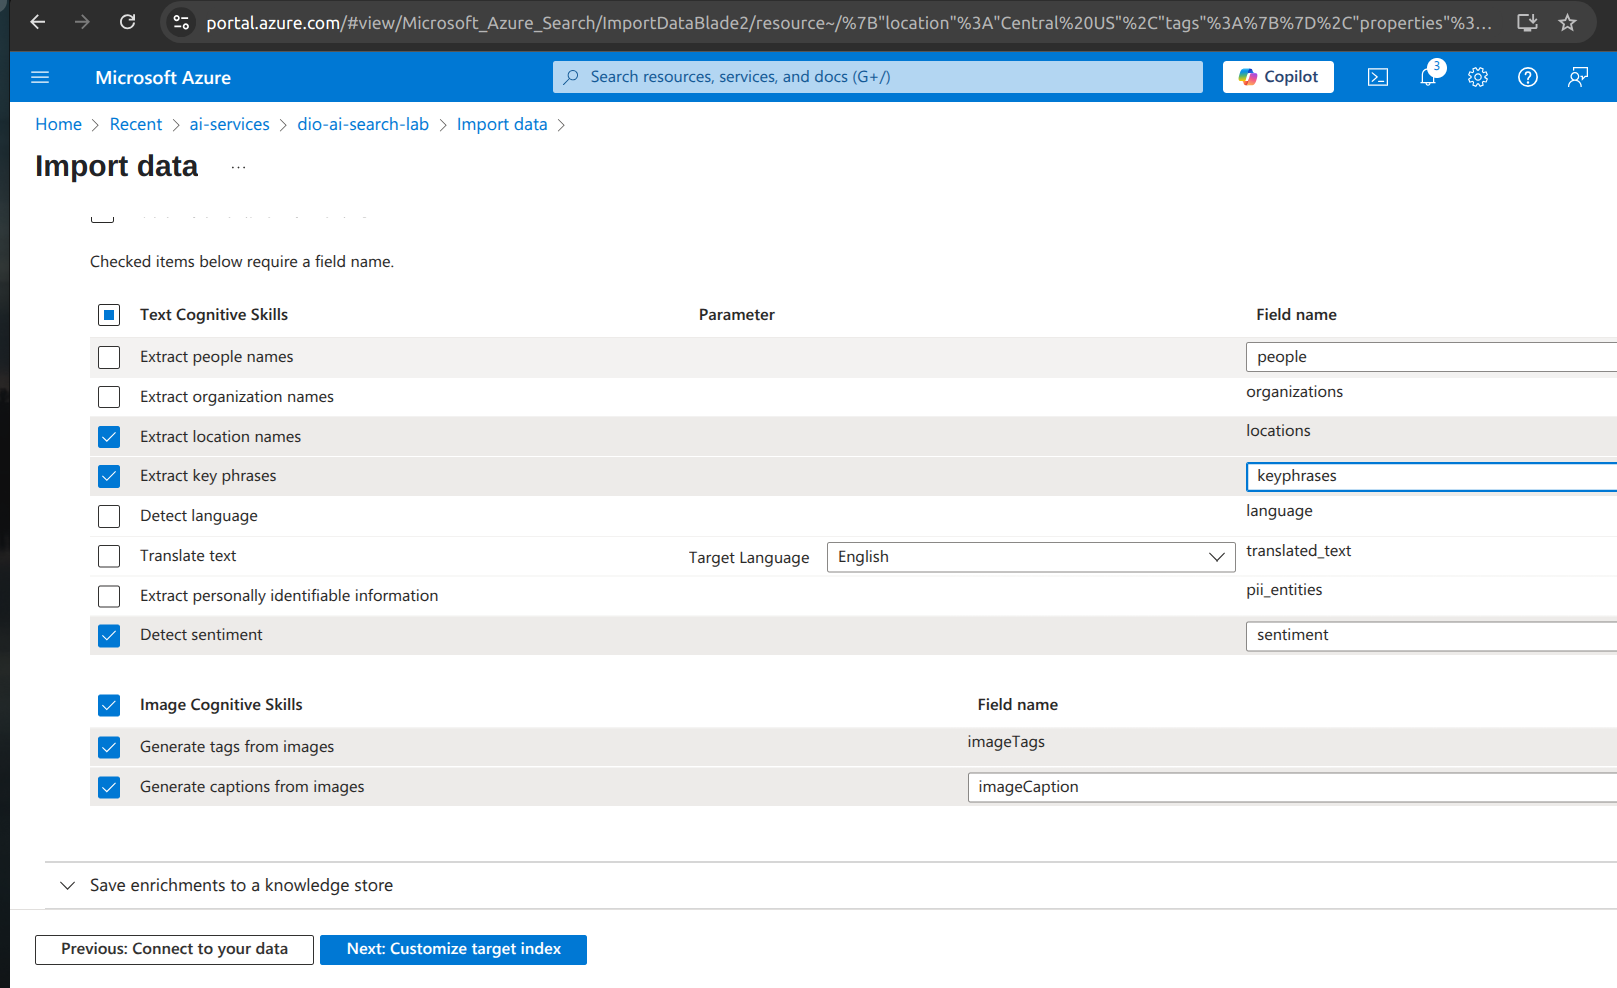 portal.azure.com/#view/Microsoft_Azure_Search/ImportDataBlade2/resource~/%7B"location"%3A"Central%20US"%2C"tags"%3A%7B%7D%2C"properties"%3...
Microsoft Azure
Search resources, services, and docs (G+/)
Copilot
3
Home > Recent > ai-services > dio-ai-search-lab > Import data >
Import data ...
Checked items below require a field name.
Text Cognitive Skills Parameter Field name
Extract people names people
Extract organization names organizations
Extract location names locations
Extract key phrases keyphrases
Detect language language
Translate text Target Language English translated_text
Extract personally identifiable information pii_entities
Detect sentiment sentiment
Image Cognitive Skills Field name
Generate tags from images imageTags
Generate captions from images imageCaption
Save enrichments to a knowledge store
Previous: Connect to your data Next: Customize target index